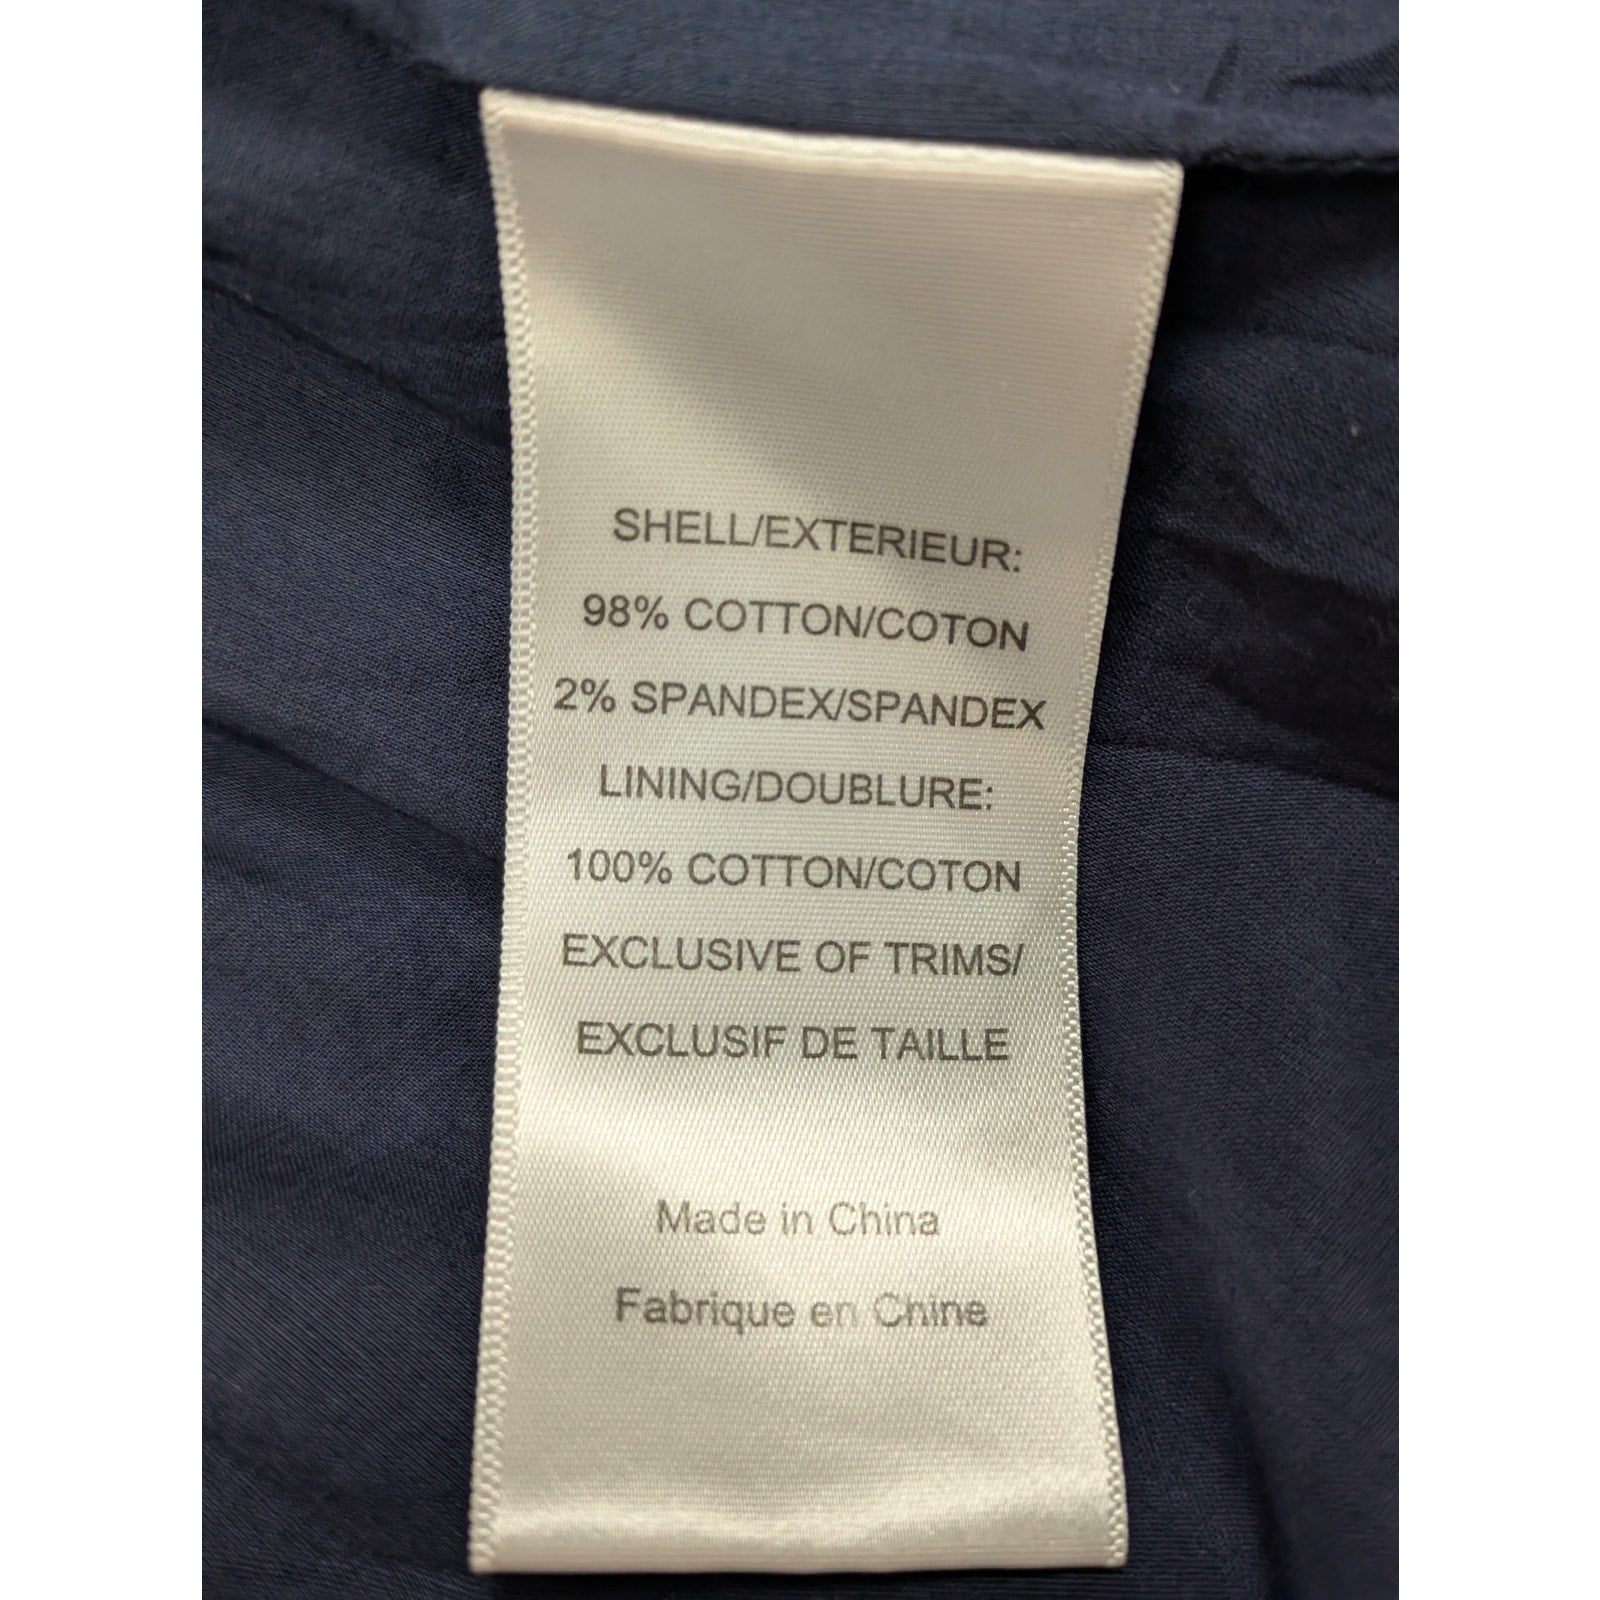 SHELL/EXTERIEUR:
98% COTTON/COTON
2% SPANDEX/SPANDEX
LINING/DOUBLURE:
100% COTTON/COTON
EXCLUSIVE OF TRIMS/
EXCLUSIF DE TAILLE
Made in China
Fabrique en Chine